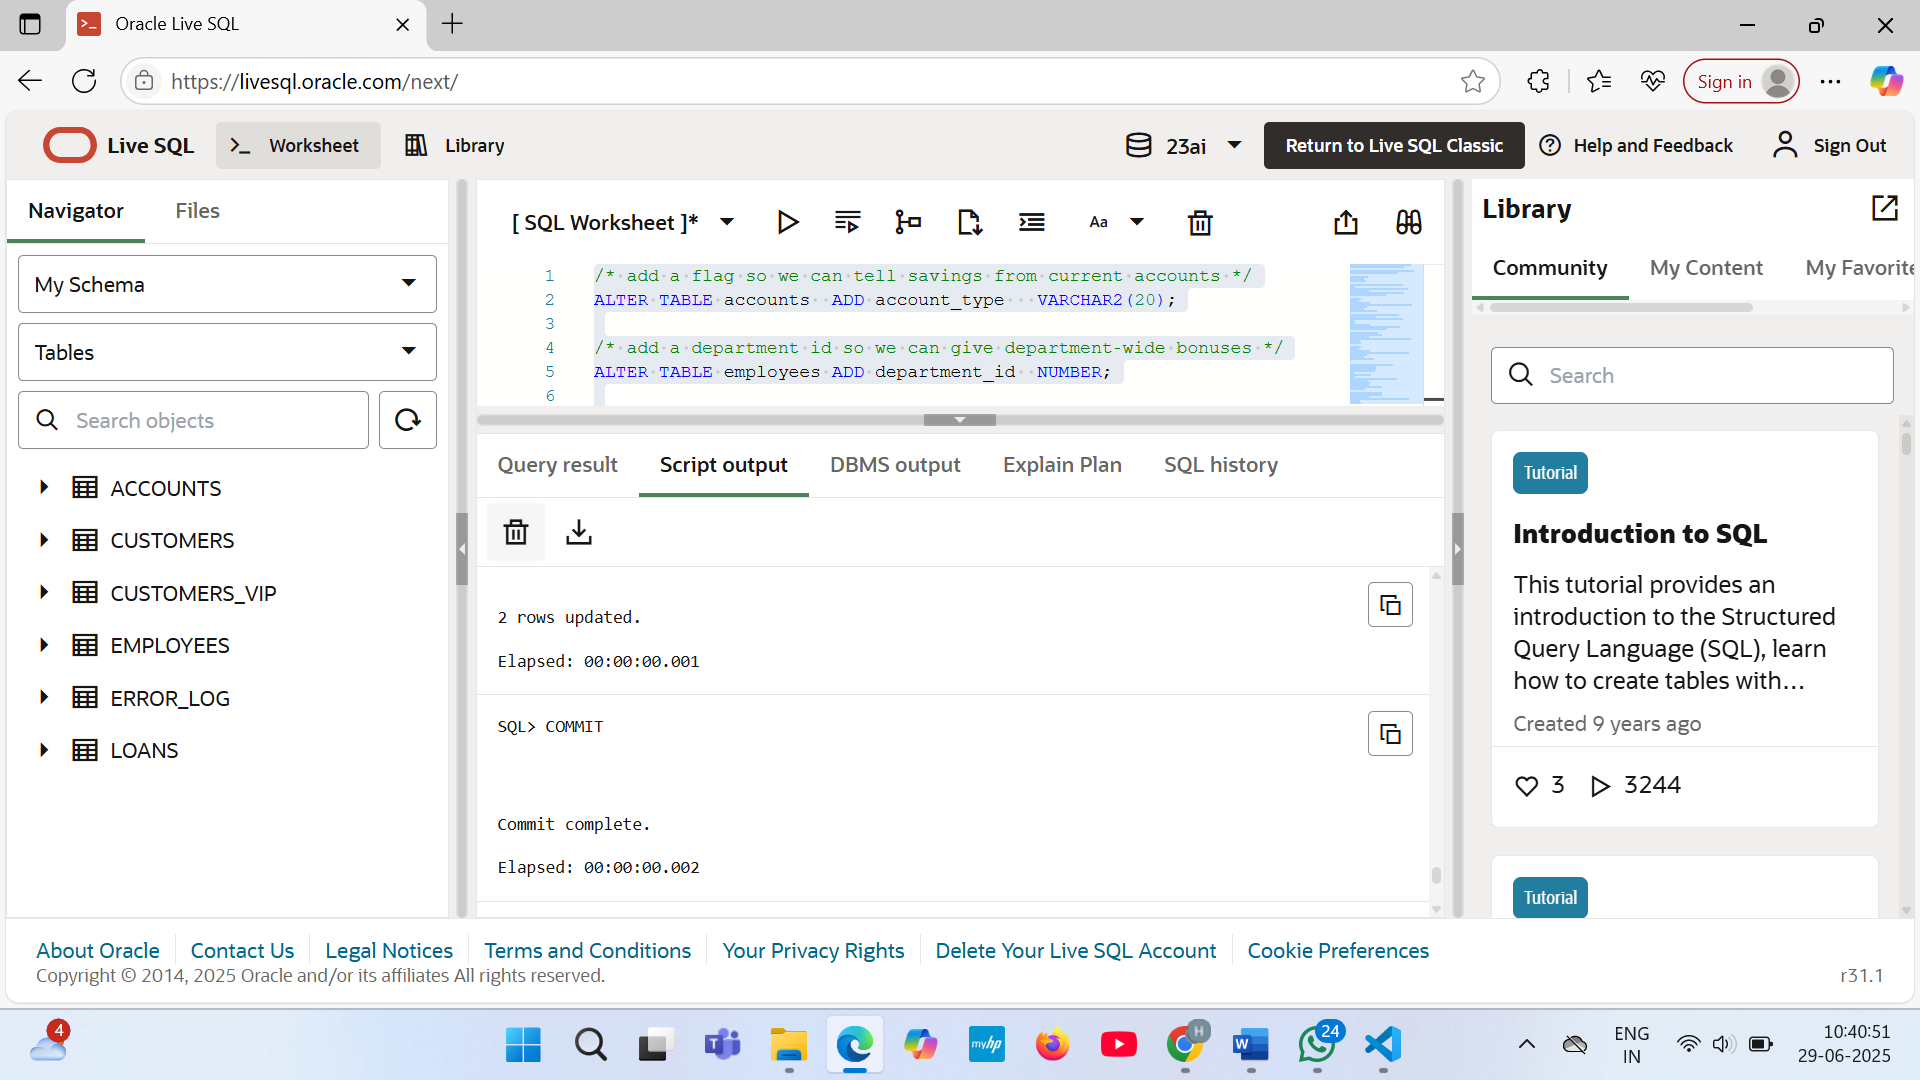 Oracle Live SQL
https://livesql.oracle.com/next/
Sign in
Live SQL
Worksheet
Library
23ai
Return to Live SQL Classic
Help and Feedback
Sign Out
Navigator
Files
My Schema
Tables
Search objects
ACCOUNTS
CUSTOMERS
CUSTOMERS_VIP
EMPLOYEES
ERROR_LOG
LOANS
[ SQL Worksheet ]*
Aa
1 /* add a flag so we can tell savings from current accounts */
2 ALTER TABLE accounts  ADD account_type   VARCHAR2(20);
3
4 /* add a department id so we can give department-wide bonuses */
5 ALTER TABLE employees ADD department_id  NUMBER;
6
Query result
Script output
DBMS output
Explain Plan
SQL history
2 rows updated.
Elapsed: 00:00:00.001
SQL> COMMIT
Commit complete.
Elapsed: 00:00:00.002
Library
Community
My Content
My Favorite
Search
Tutorial
Introduction to SQL
This tutorial provides an
introduction to the Structured
Query Language (SQL), learn
how to create tables with...
Created 9 years ago
3
3244
Tutorial
About Oracle
Contact Us
Legal Notices
Terms and Conditions
Your Privacy Rights
Delete Your Live SQL Account
Cookie Preferences
Copyright © 2014, 2025 Oracle and/or its affiliates All rights reserved.
r31.1
4
T
myhp
H
W
24
ENG
IN
10:40:51
29-06-2025